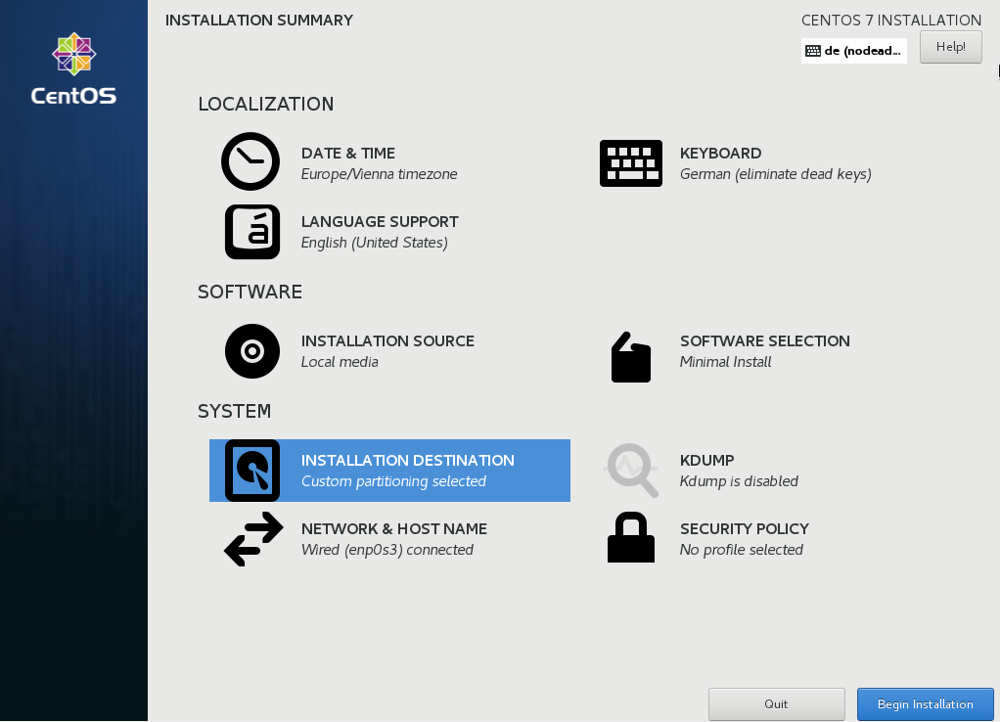 INSTALLATION SUMMARY
CENTOS 7 INSTALLATION
de (nodead...
Help!
CentOS
LOCALIZATION
DATE & TIME
Europe/Vienna timezone
KEYBOARD
German (eliminate dead keys)
LANGUAGE SUPPORT
English (United States)
SOFTWARE
INSTALLATION SOURCE
Local media
SOFTWARE SELECTION
Minimal Install
SYSTEM
INSTALLATION DESTINATION
Custom partitioning selected
KDUMP
Kdump is disabled
NETWORK & HOST NAME
Wired (enp0s3) connected
SECURITY POLICY
No profile selected
Quit
Begin Installation